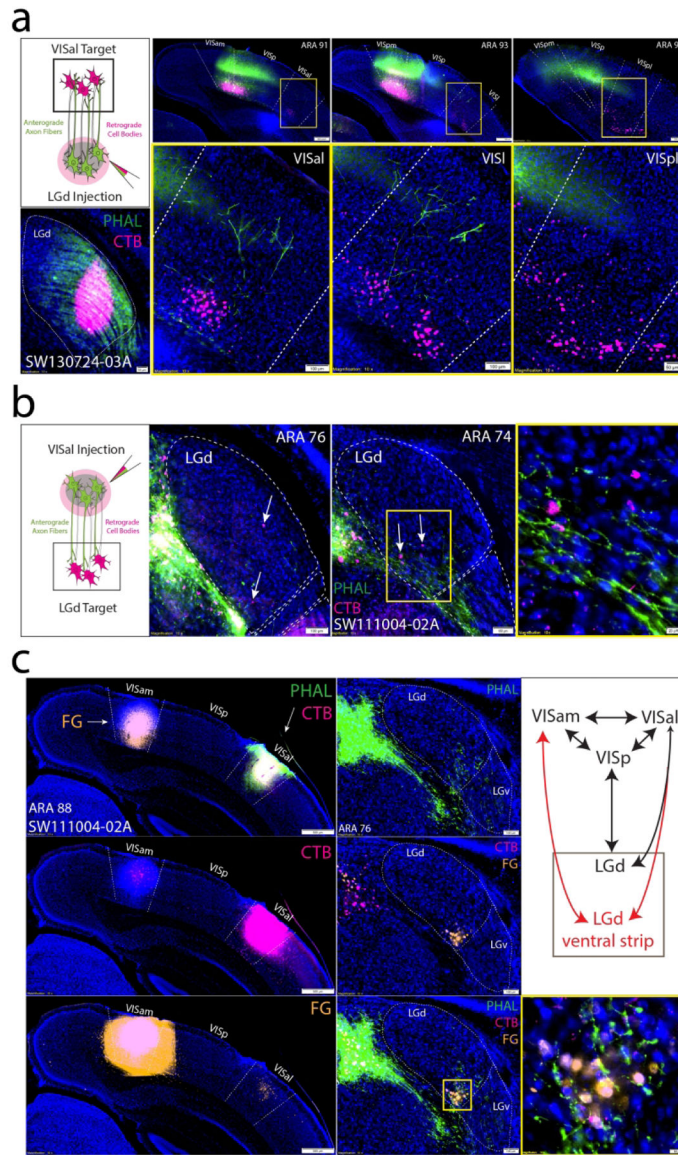 a
VISal Target
Anterograde
Axon Fibers
Retrograde
Cell Bodies
LGd Injection
LGd
PHAL
CTB
SW130724-03A
VISam
VISp
VISal
ARA 91
VISpm
VISp
VISl
ARA 93
VISpm
VISp
VISpl
VISal
100 µm
VISl
100 µm
VISpl
b
VISal Injection
Anterograde
Axon Fibers
Retrograde
Cell Bodies
LGd Target
LGd
ARA 76
LGd
ARA 74
PHAL
CTB
SW111004-02A
c
VISam
VISp
VISal
PHAL
CTB
FG
ARA 88
SW111004-02A
PHAL
LGd
LGv
ARA 76
VISam
VISp
VISal
CTB
CTB
FG
LGd
LGv
VISam
VISp
VISal
FG
PHAL
CTB
FG
LGd
LGv
VISam
VISal
VISp
LGd
LGd
ventral strip